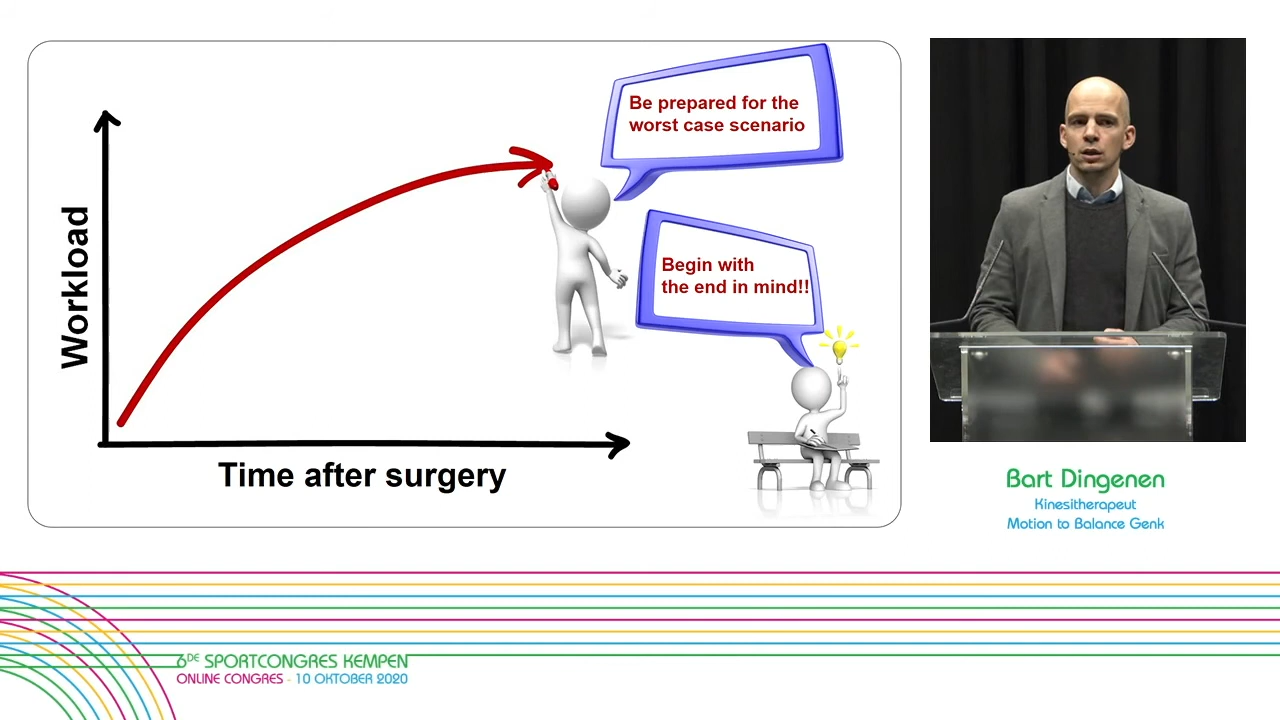 Be prepared for the
worst case scenario
Begin with
the end in mind!!
Workload
Time after surgery
Bart Dingenen
Kinesitherapeut
Motion to Balance Genk
6DE SPORTCONGRES KEMPEN
ONLINE CONGRES - 10 OKTOBER 2020